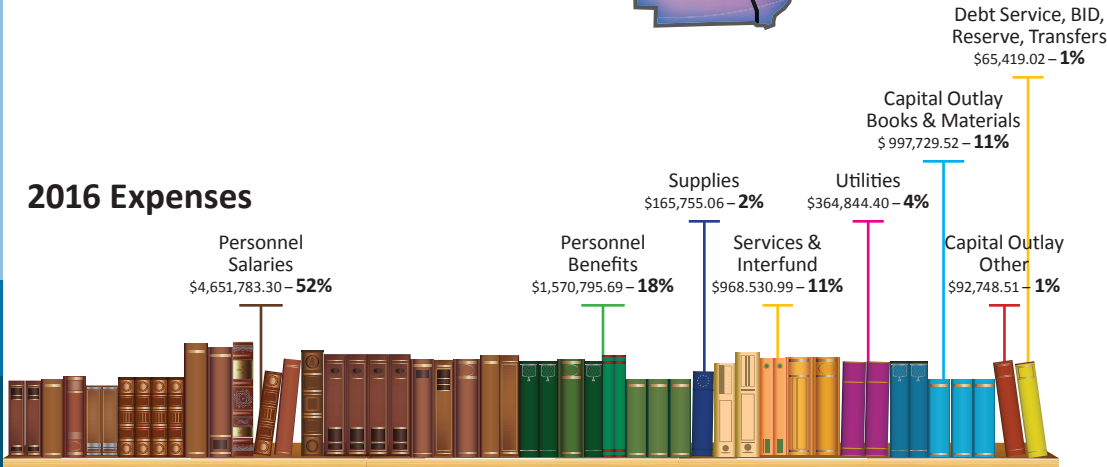 Debt Service, BID,
Reserve, Transfers
$65,419.02 – 1%
Capital Outlay
Books & Materials
$ 997,729.52 – 11%
2016 Expenses
Supplies
$165,755.06 – 2%
Utilities
$364,844.40 – 4%
Personnel
Salaries
$4,651,783.30 – 52%
Personnel
Benefits
$1,570,795.69 – 18%
Services &
Interfund
$968.530.99 – 11%
Capital Outlay
Other
$92,748.51 – 1%